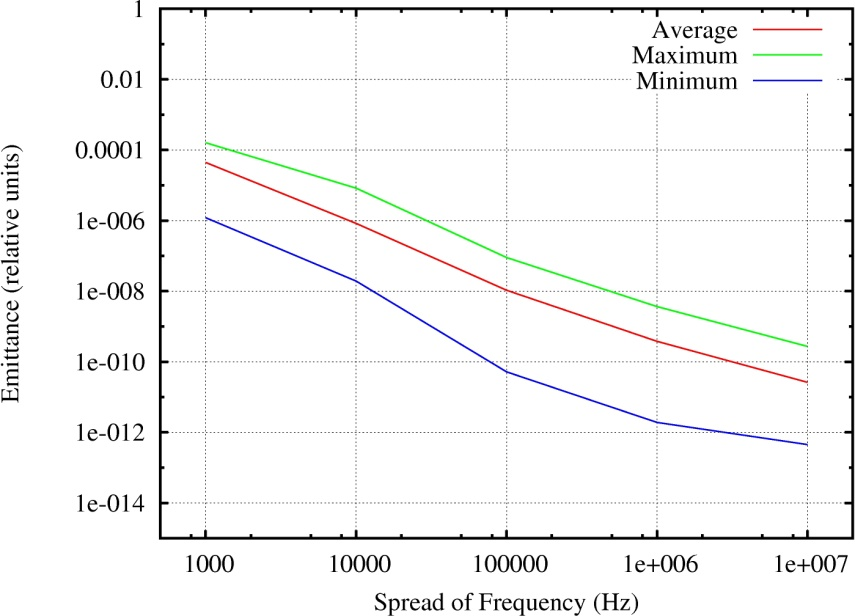 1
0.01
0.0001
1e-006
1e-008
1e-010
1e-012
1e-014
Emittance (relative units)
Average
Maximum
Minimum
1000 10000 100000 1e+006 1e+007
Spread of Frequency (Hz)